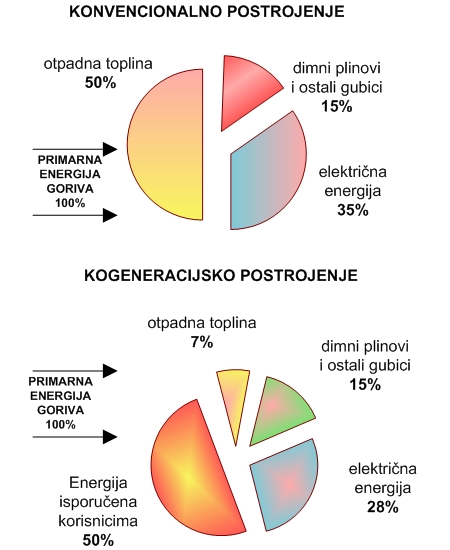 KONVENCIONALNO POSTROJENJE
otpadna toplina
50%
dimni plinovi
i ostali gubici
15%
PRIMARNA
ENERGIJA
GORIVA
100%
električna
energija
35%
KOGENERACIJSKO POSTROJENJE
otpadna toplina
7%
dimni plinovi
i ostali gubici
15%
PRIMARNA
ENERGIJA
GORIVA
100%
Energija
isporučena
korisnicima
50%
električna
energija
28%